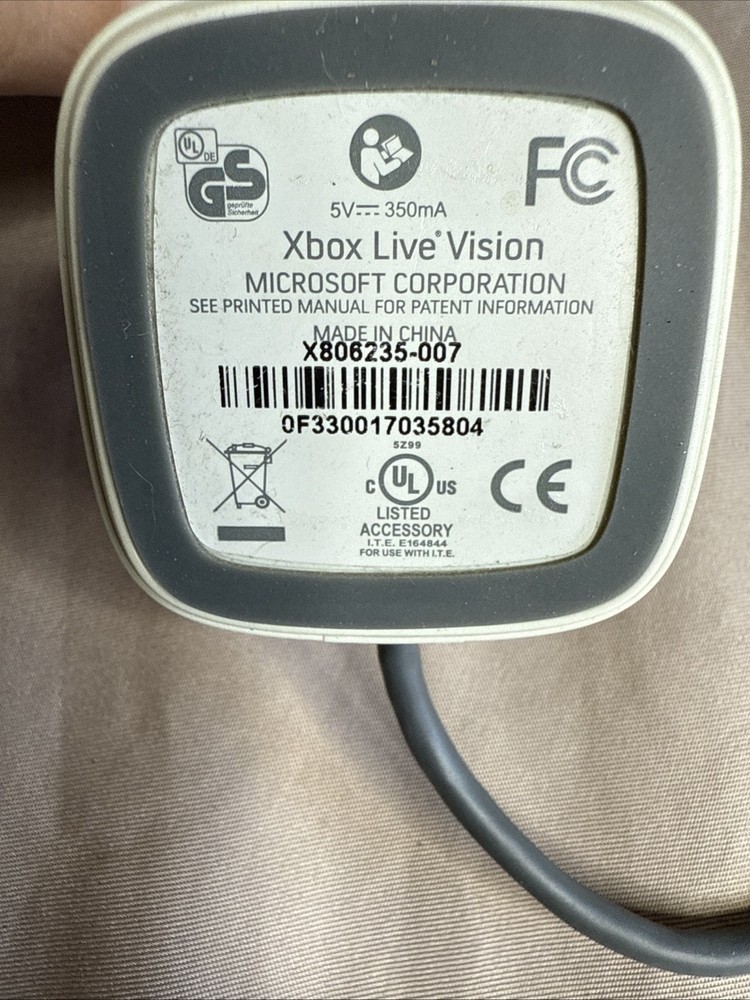 UL DE
GS
geprüfte
Sicherheit
FC
5V⎓350mA
Xbox Live® Vision
MICROSOFT CORPORATION
SEE PRINTED MANUAL FOR PATENT INFORMATION
MADE IN CHINA
X806235-007
0F330017035804
5Z99
C UL US
CE
LISTED
ACCESSORY
I.T.E. E164844
FOR USE WITH I.T.E.